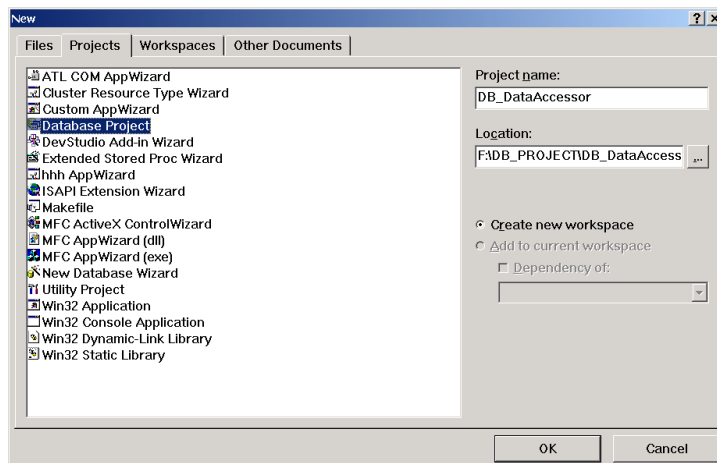 New
Files Projects Workspaces Other Documents
ATL COM AppWizard
Cluster Resource Type Wizard
Custom AppWizard
Database Project
DevStudio Add-in Wizard
Extended Stored Proc Wizard
hhh AppWizard
ISAPI Extension Wizard
Makefile
MFC ActiveX ControlWizard
MFC AppWizard (dll)
MFC AppWizard (exe)
New Database Wizard
Utility Project
Win32 Application
Win32 Console Application
Win32 Dynamic-Link Library
Win32 Static Library
Project name:
DB_DataAccessor
Location:
F:\DB_PROJECT\DB_DataAccess
...
Create new workspace
Add to current workspace
Dependency of:
OK Cancel